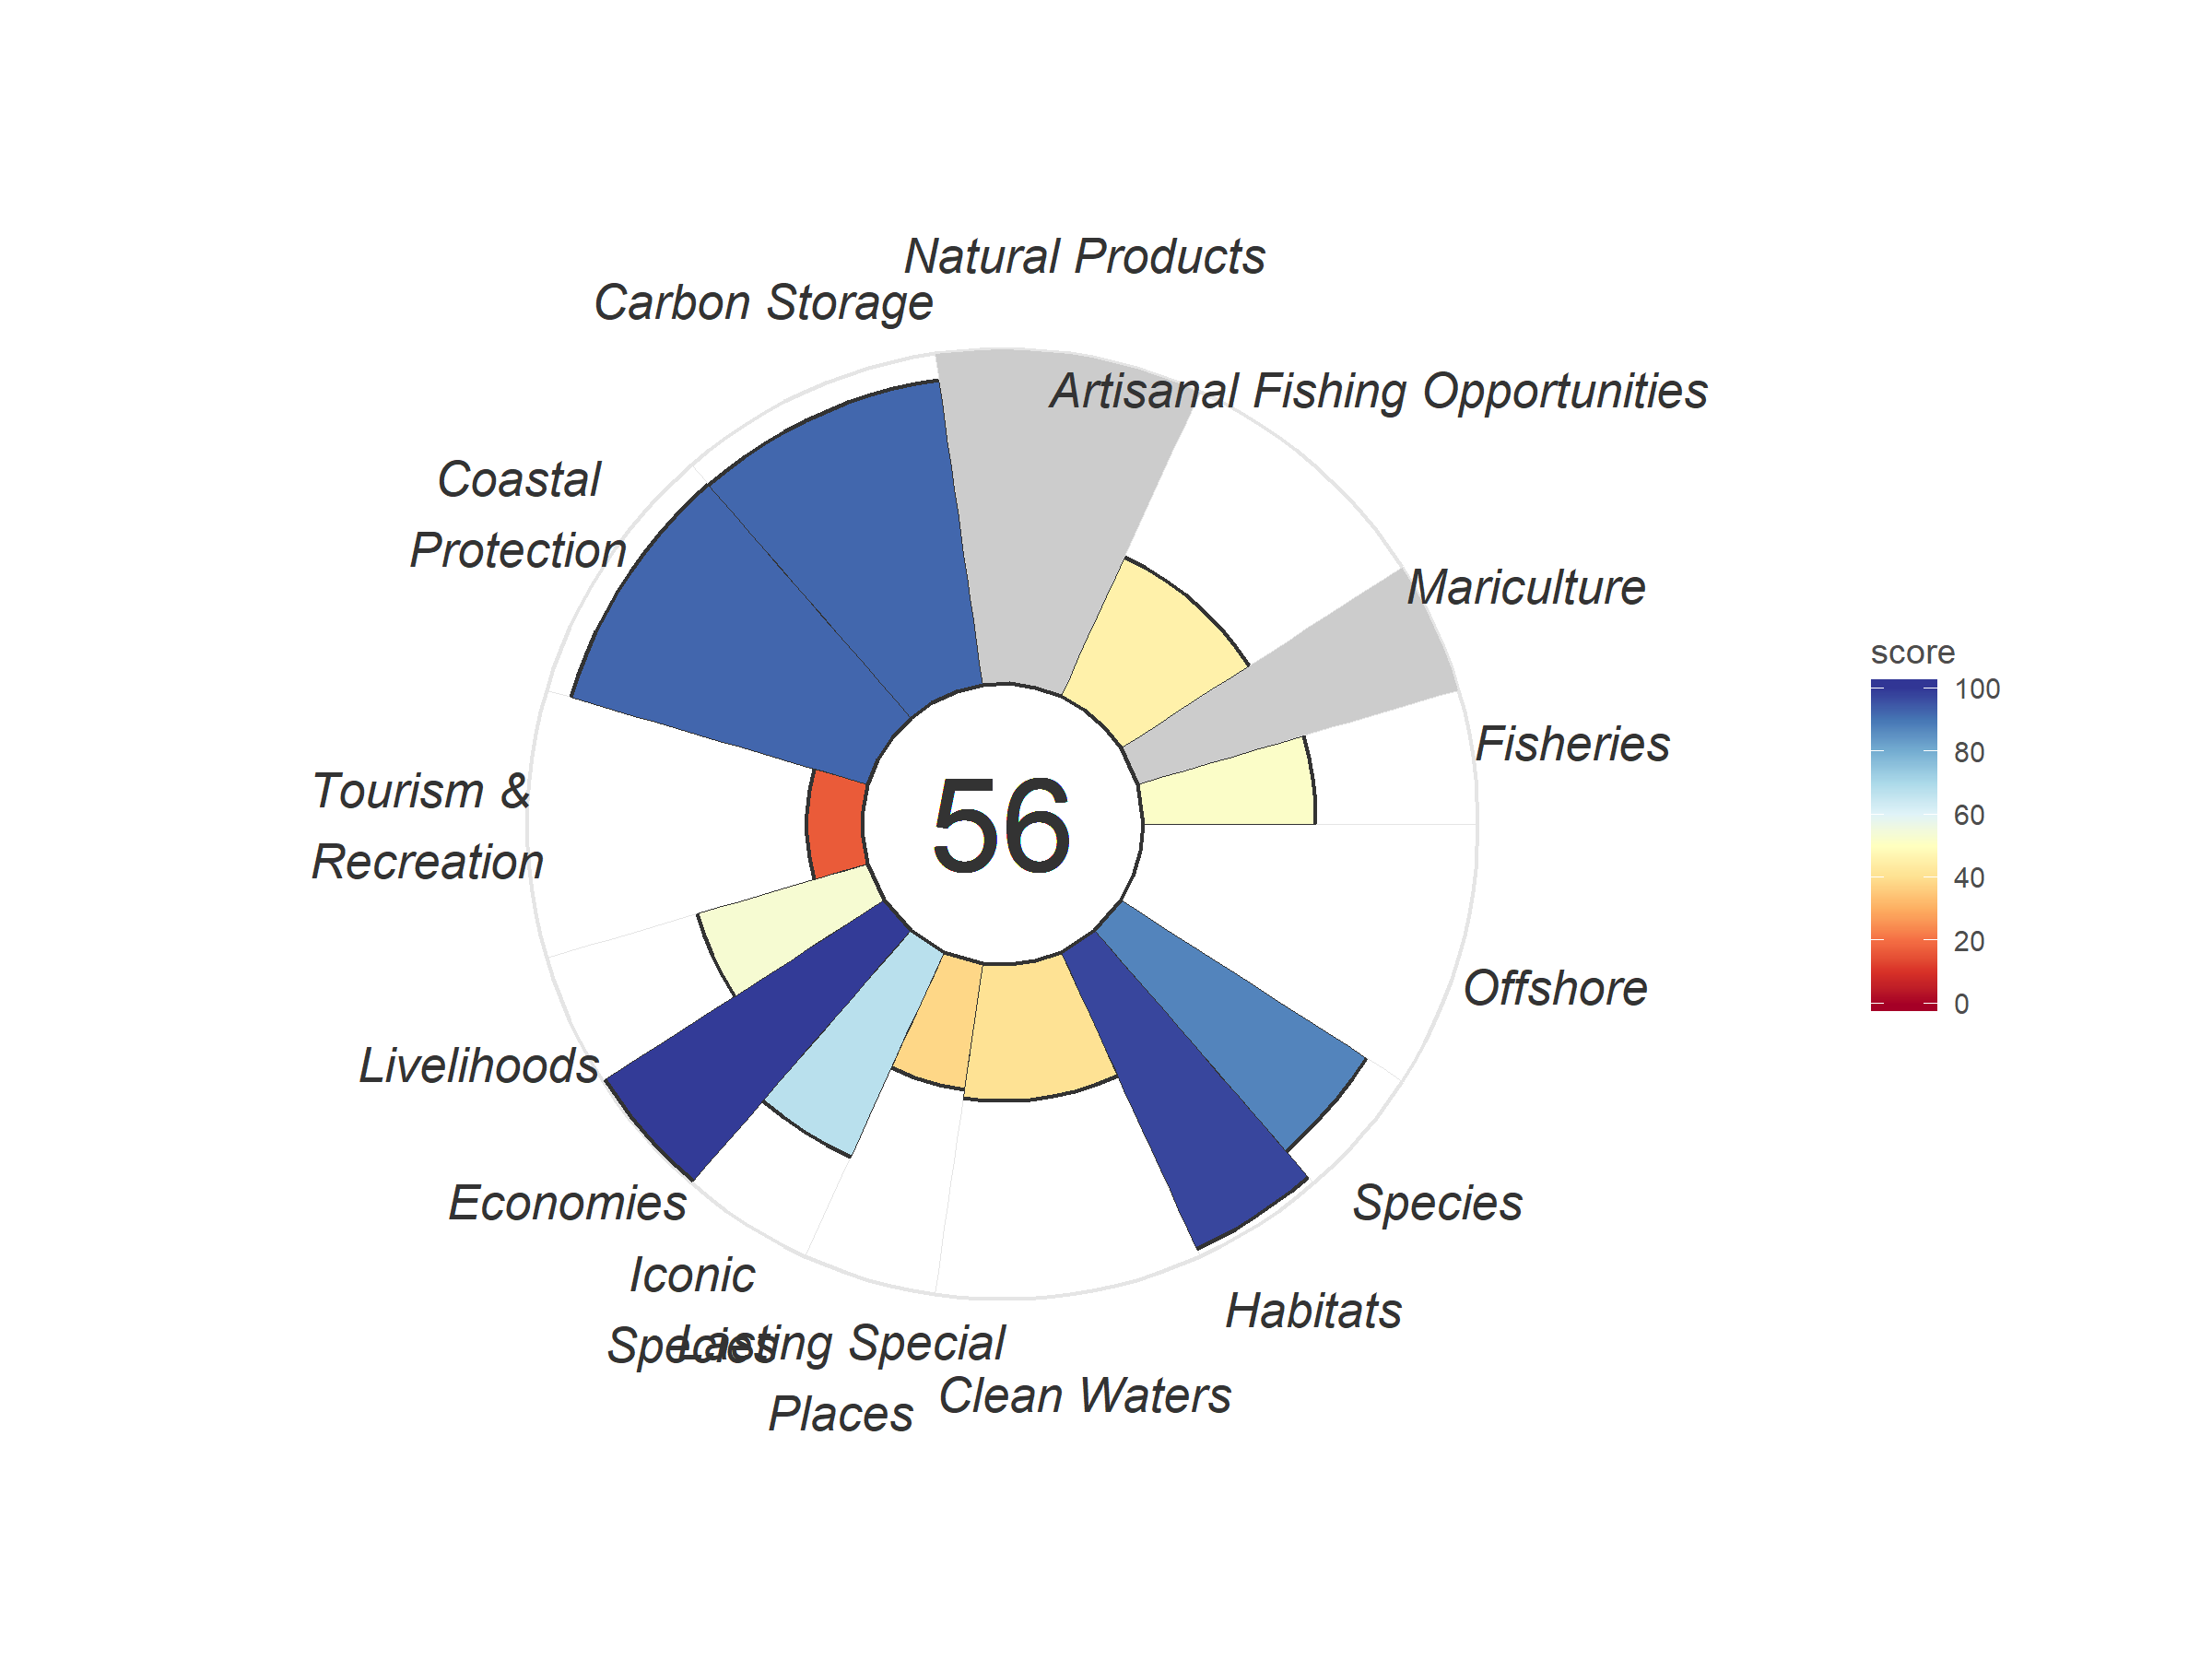 Natural Products
Carbon Storage
Artisanal Fishing Opportunities
Coastal
Protection
Mariculture
Fisheries
Tourism &
Recreation
56
Offshore
Livelihoods
Economies
Species
Iconic
Species
Habitats
Lasting Special
Places
Clean Waters
score
100
80
60
40
20
0